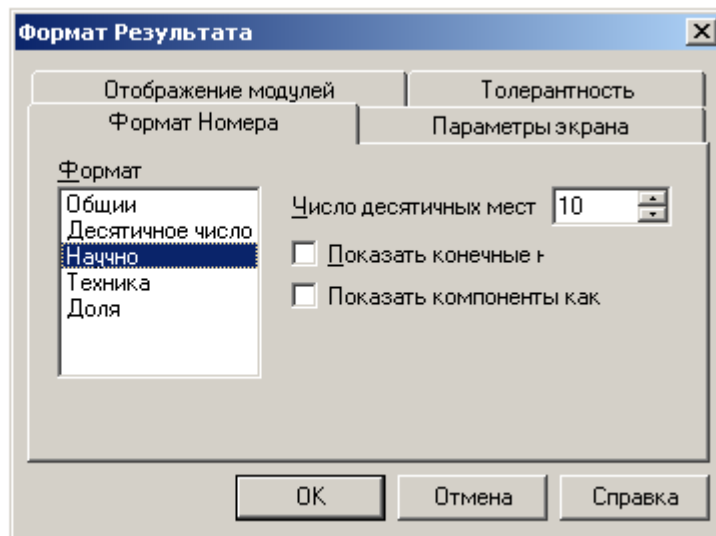 Формат Результата
Отображение модулей
Толерантность
Формат Номера
Параметры экрана
Формат
Общии
Десятичное число
Научно
Техника
Доля
Число десятичных мест 10
Показать конечные н
Показать компоненты как
OK
Отмена
Справка